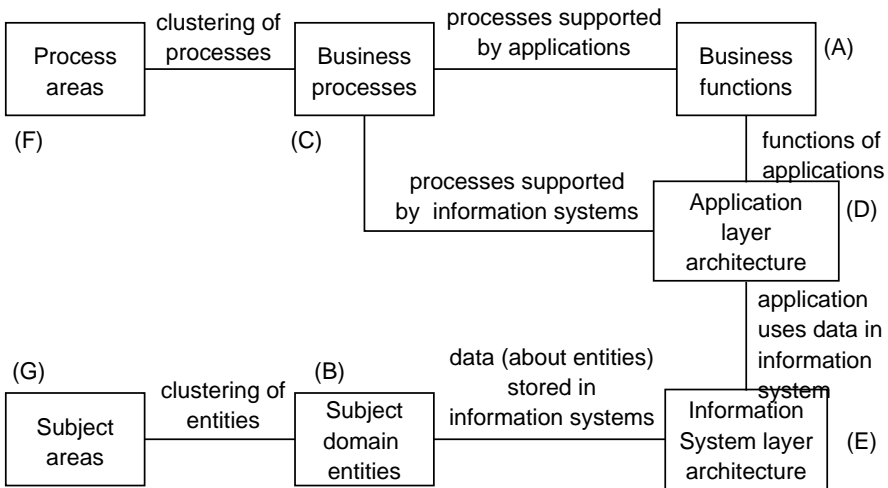 clustering of
processes
processes supported
by applications
Process
areas
Business
processes
Business
functions
(A)
(F)
(C)
functions of
applications
processes supported
by information systems
Application
layer
architecture
(D)
application
uses data in
information
system
(G)
clustering of
entities
(B)
data (about entities)
stored in
information systems
Subject
areas
Subject
domain
entities
Information
System layer
architecture
(E)